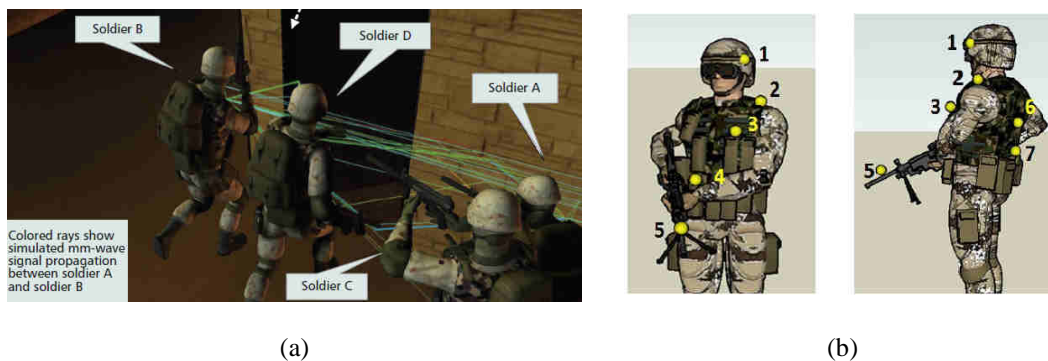 Soldier B
Soldier D
Soldier A
Colored rays show
simulated mm-wave
signal propagation
between soldier A
and soldier B
Soldier C
1
2
3
4
5
1
2
3
6
7
5
(a)
(b)